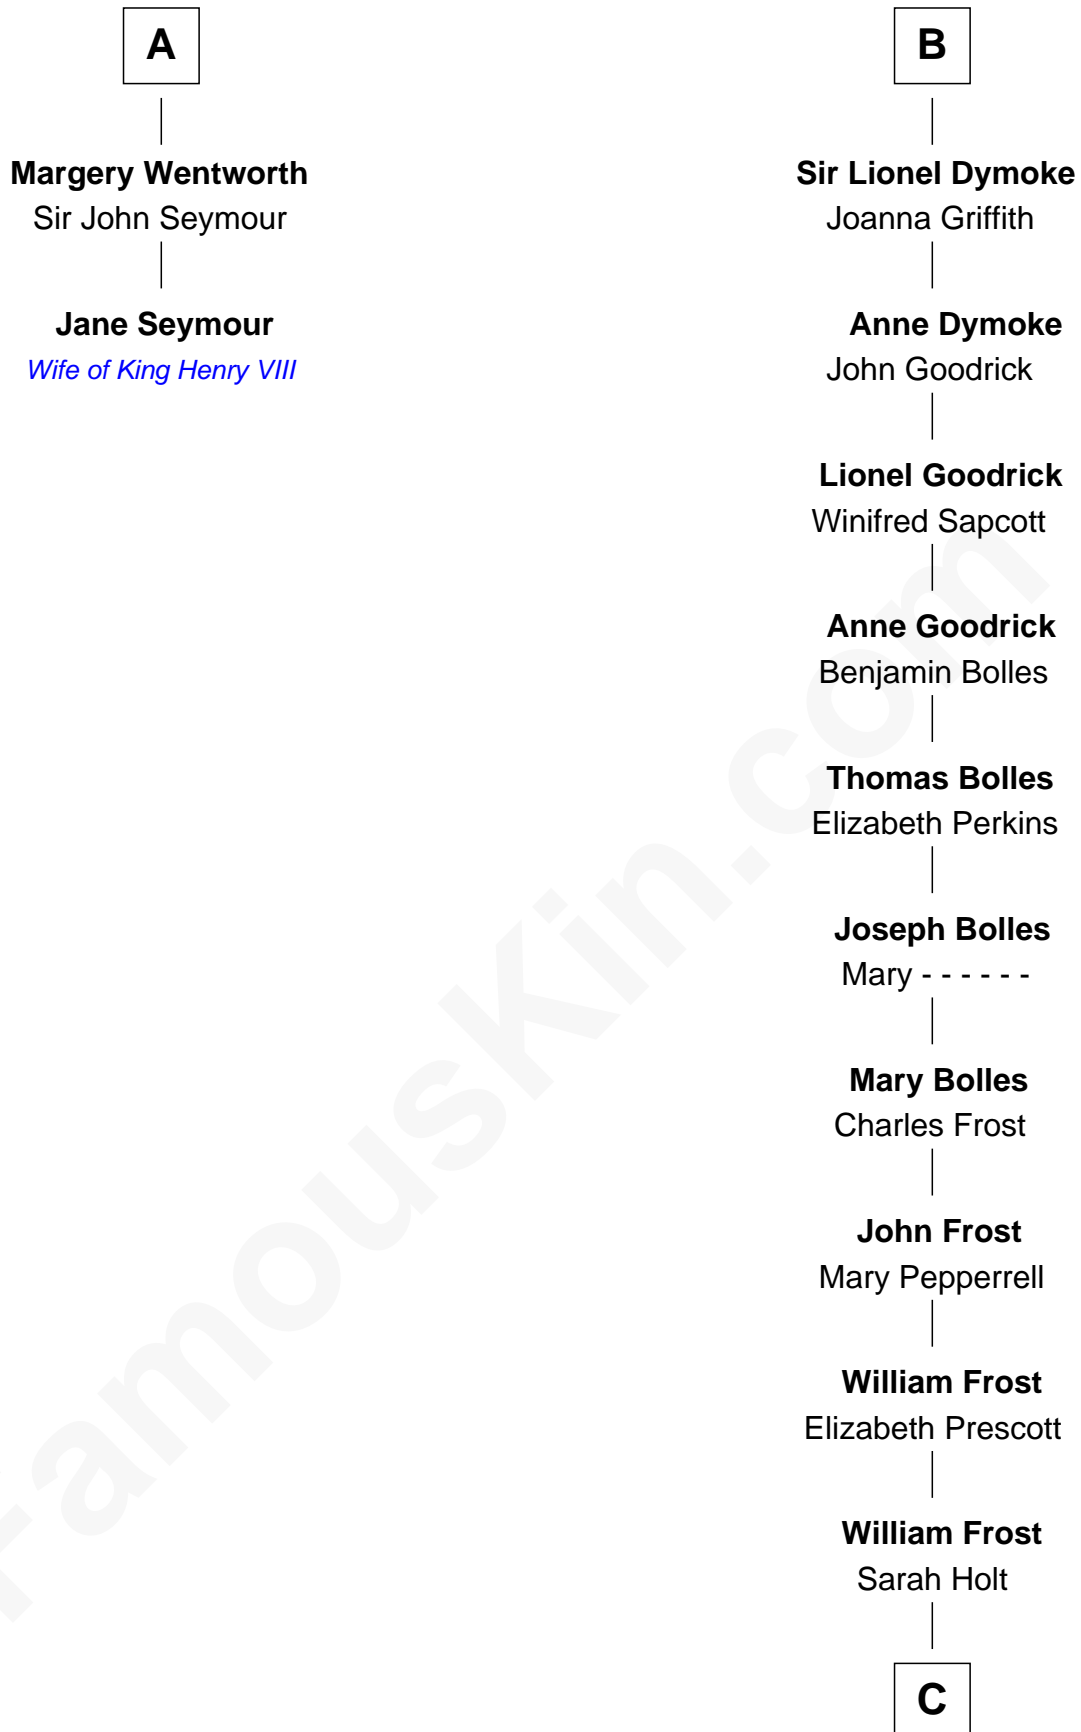 A
Margery Wentworth
Sir John Seymour
Jane Seymour
Wife of King Henry VIII
B
Sir Lionel Dymoke
Joanna Griffith
Anne Dymoke
John Goodrick
Lionel Goodrick
Winifred Sapcott
Anne Goodrick
Benjamin Bolles
Thomas Bolles
Elizabeth Perkins
Joseph Bolles
Mary - - - - - -
Mary Bolles
Charles Frost
John Frost
Mary Pepperrell
William Frost
Elizabeth Prescott
William Frost
Sarah Holt
C
FamousKin.com